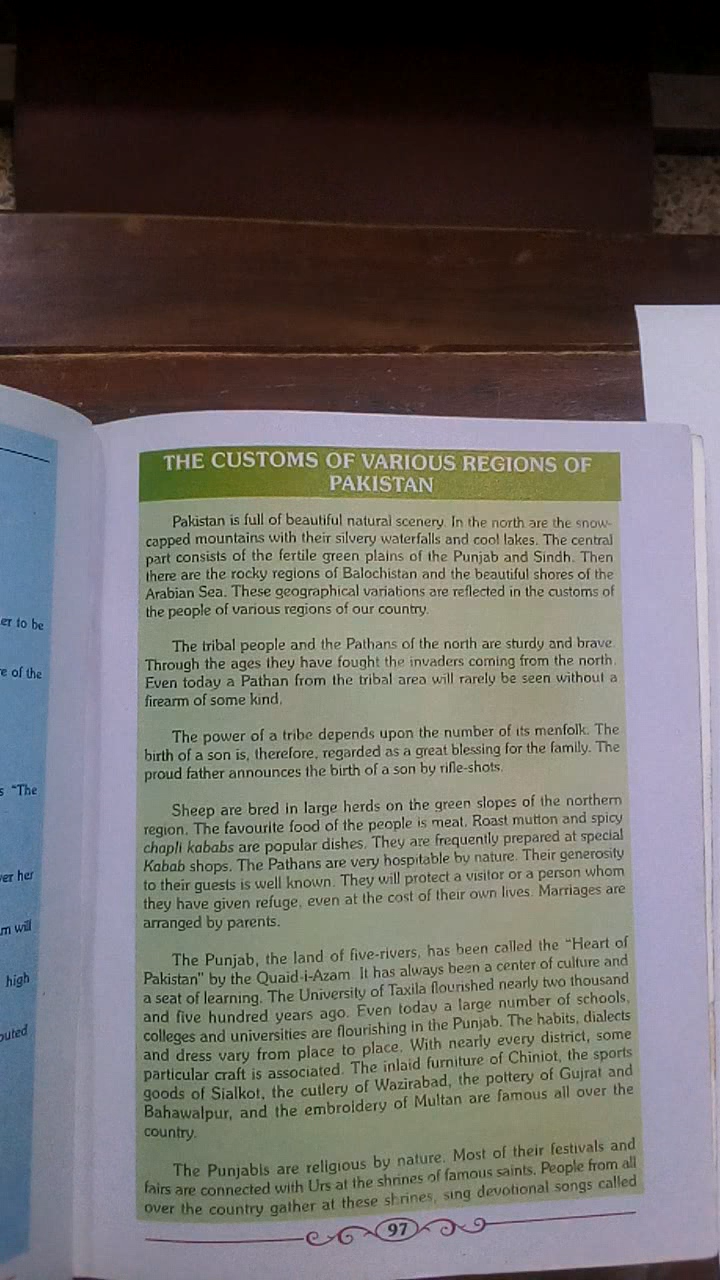 er to be
e of the
s "The
er her
m will
high
outed
THE CUSTOMS OF VARIOUS REGIONS OF
PAKISTAN
Pakistan is full of beautiful natural scenery. In the north are the snow-
capped mountains with their silvery waterfalls and cool lakes. The central
part consists of the fertile green plains of the Punjab and Sindh. Then
there are the rocky regions of Balochistan and the beautiful shores of the
Arabian Sea. These geographical variations are reflected in the customs of
the people of various regions of our country.
The tribal people and the Pathans of the north are sturdy and brave.
Through the ages they have fought the invaders coming from the north.
Even today a Pathan from the tribal area will rarely be seen without a
firearm of some kind.
The power of a tribe depends upon the number of its menfolk. The
birth of a son is, therefore, regarded as a great blessing for the family. The
proud father announces the birth of a son by rifle-shots.
Sheep are bred in large herds on the green slopes of the northern
region. The favourite food of the people is meat. Roast mutton and spicy
chapli kababs are popular dishes. They are frequently prepared at special
Kabab shops. The Pathans are very hospitable by nature. Their generosity
to their guests is well known. They will protect a visitor or a person whom
they have given refuge, even at the cost of their own lives. Marriages are
arranged by parents.
The Punjab, the land of five-rivers, has been called the "Heart of
Pakistan" by the Quaid-i-Azam. It has always been a center of culture and
a seat of learning. The University of Taxila flourished nearly two thousand
and five hundred years ago. Even today a large number of schools,
colleges and universities are flourishing in the Punjab. The habits, dialects
and dress vary from place to place. With nearly every district, some
particular craft is associated. The inlaid furniture of Chiniot, the sports
goods of Sialkot, the cutlery of Wazirabad, the pottery of Gujrat and
Bahawalpur, and the embroidery of Multan are famous all over the
country.
The Punjabis are religious by nature. Most of their festivals and
fairs are connected with Urs at the shrines of famous saints. People from all
over the country gather at these shrines, sing devotional songs called
97